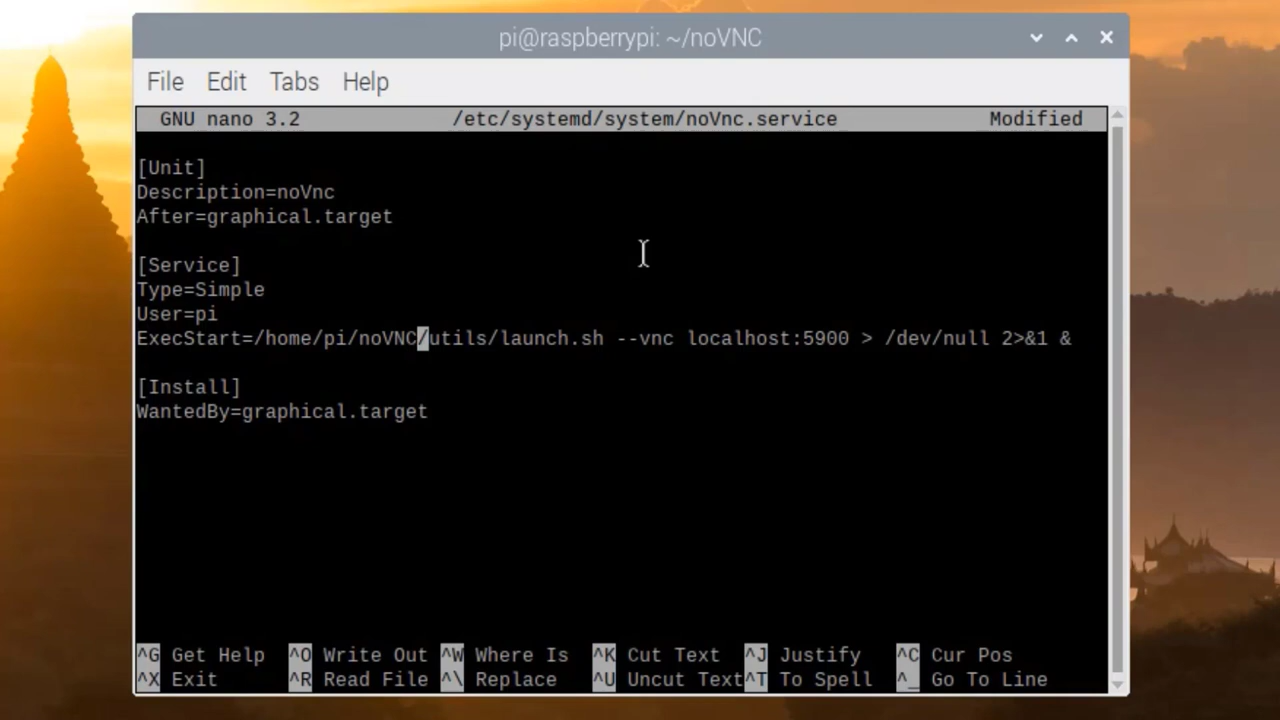 pi@raspberrypi: ~/noVNC
File Edit Tabs Help
GNU nano 3.2 /etc/systemd/system/noVnc.service Modified
[Unit]
Description=noVnc
After=graphical.target
[Service]
Type=Simple
User=pi
ExecStart=/home/pi/noVNC/utils/launch.sh --vnc localhost:5900 > /dev/null 2>&1 &
[Install]
WantedBy=graphical.target
^G Get Help ^O Write Out ^W Where Is ^K Cut Text ^J Justify ^C Cur Pos
^X Exit ^R Read File ^\ Replace ^U Uncut Text ^T To Spell ^_ Go To Line